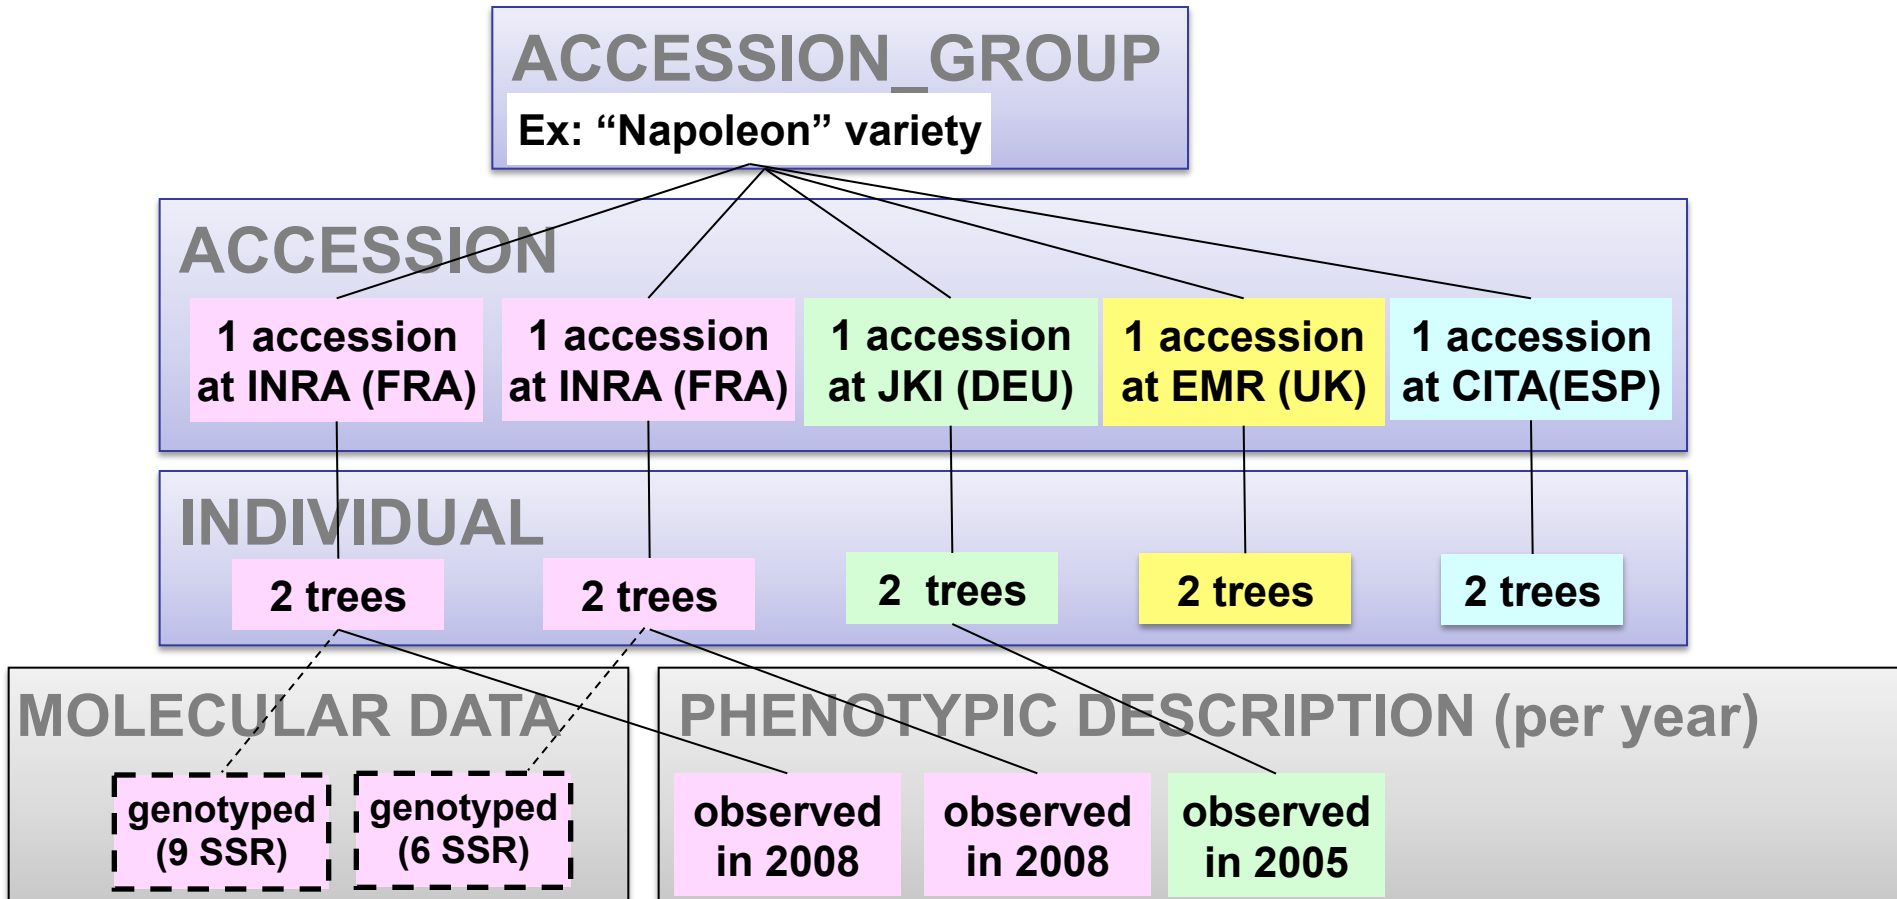 ACCESSION_GROUP
Ex: “Napoleon” variety
ACCESSION
1 accession
at INRA (FRA)
1 accession
at INRA (FRA)
1 accession
at JKI (DEU)
1 accession
at EMR (UK)
1 accession
at CITA(ESP)
INDIVIDUAL
2 trees
2 trees
2 trees
2 trees
2 trees
MOLECULAR DATA
genotyped
(9 SSR)
genotyped
(6 SSR)
PHENOTYPIC DESCRIPTION (per year)
observed
in 2008
observed
in 2008
observed
in 2005